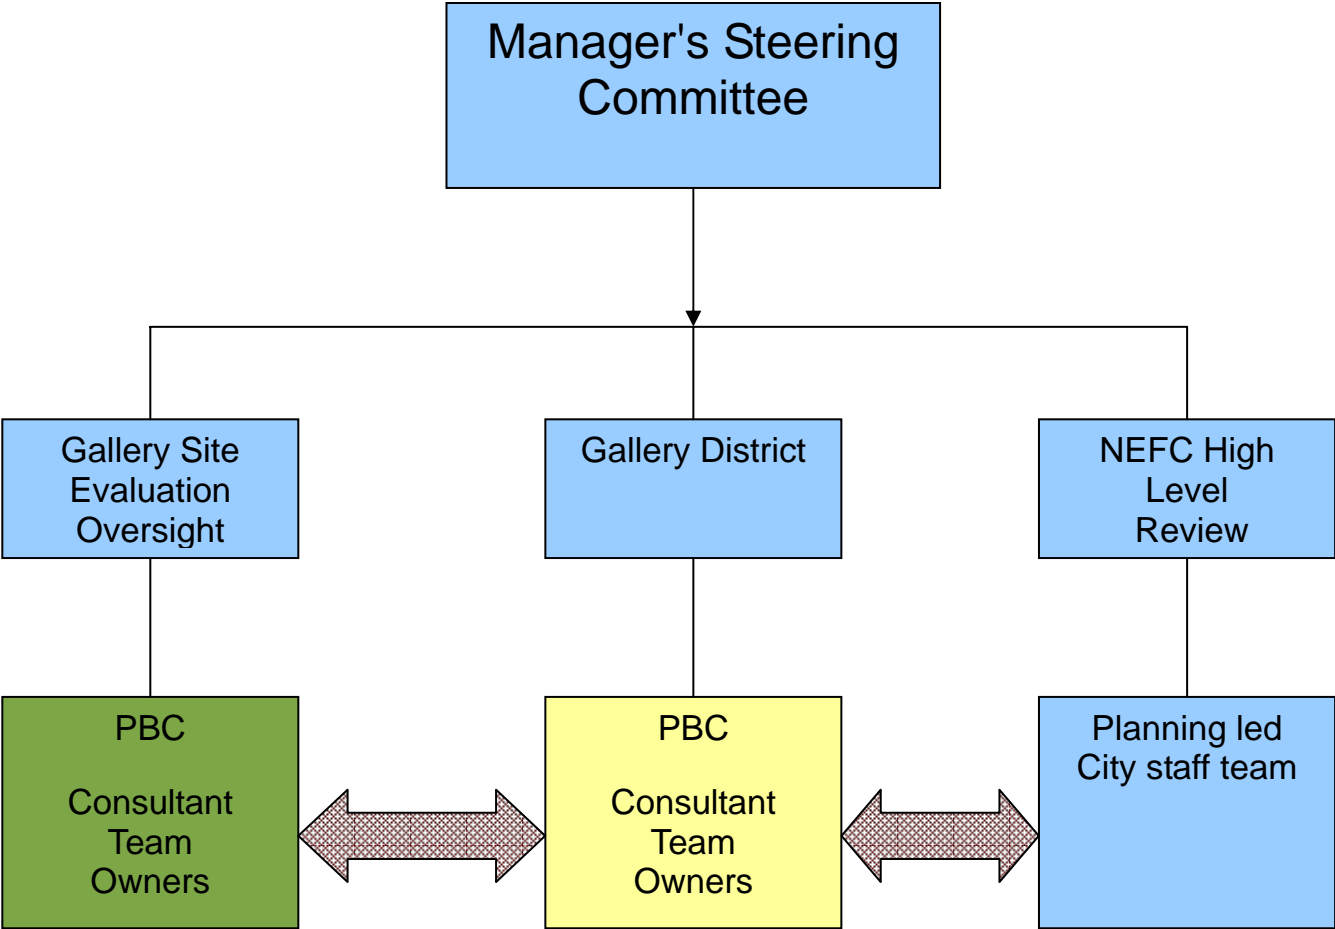 Manager's Steering
Committee
Gallery Site
Evaluation
Oversight
Gallery District
NEFC High
Level
Review
PBC
Consultant
Team
Owners
PBC
Consultant
Team
Owners
Planning led
City staff team